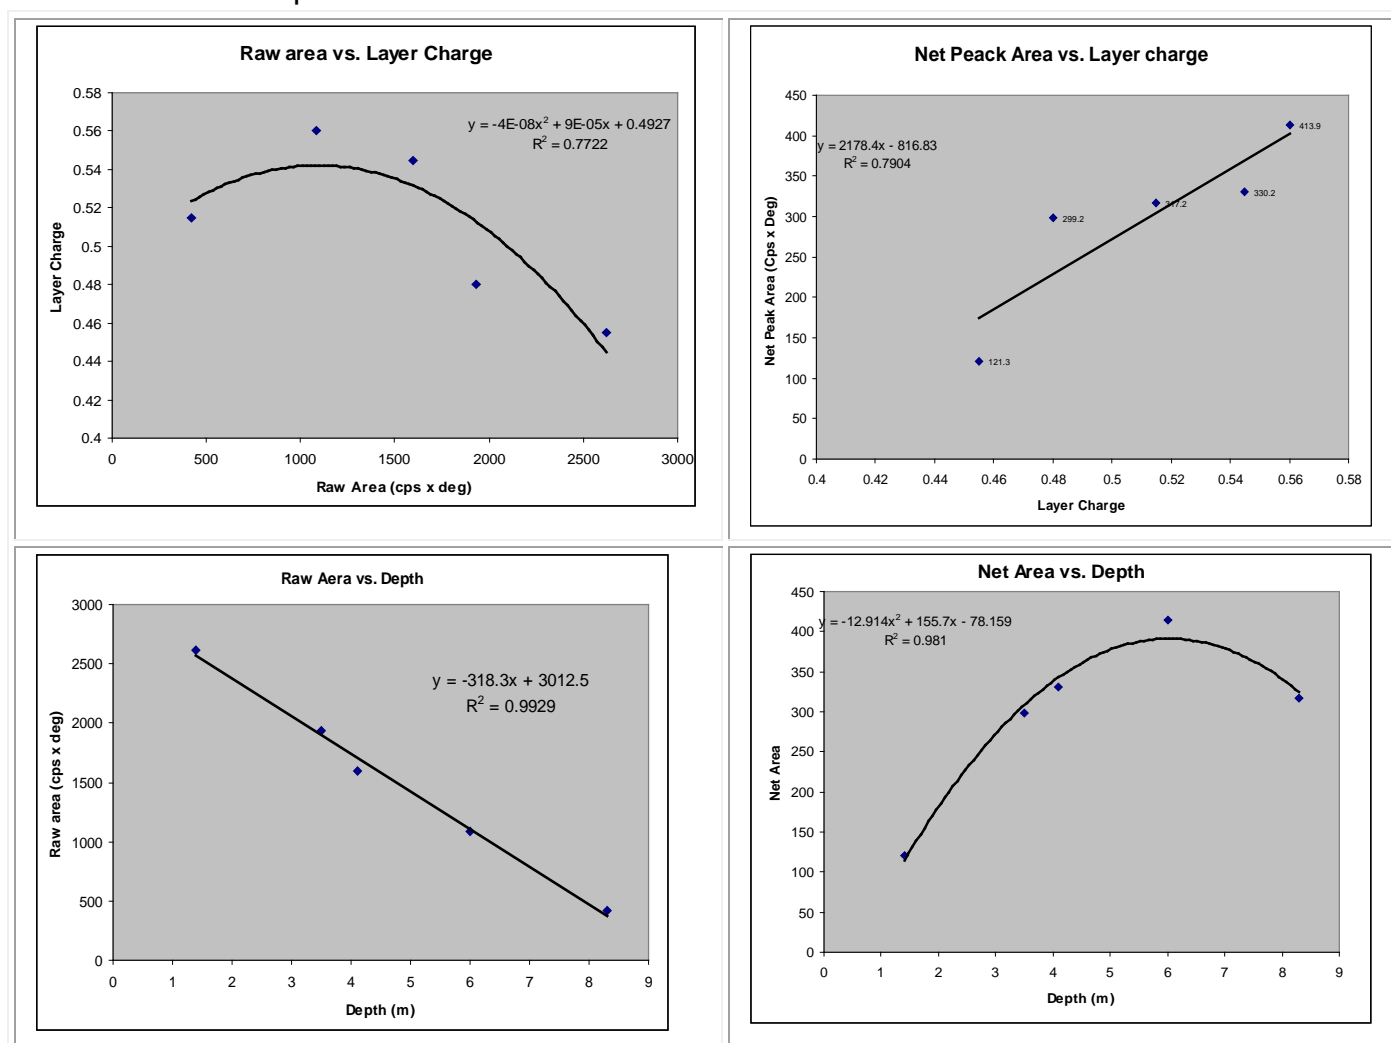 Raw area vs. Layer Charge
0.58
0.56
0.54
0.52
0.5
0.48
0.46
0.44
0.42
0.4
Layer Charge
y = -4E-08x² + 9E-05x + 0.4927
R² = 0.7722
0 500 1000 1500 2000 2500 3000
Raw Area (cps x deg)
Net Peack Area vs. Layer charge
450
400
350
300
250
200
150
100
50
0
Net Peak Area (Cps x Deg)
y = 2178.4x - 816.83
R² = 0.7904
413.9
330.2
317.2
299.2
121.3
0.4 0.42 0.44 0.46 0.48 0.5 0.52 0.54 0.56 0.58
Layer Charge
Raw Aera vs. Depth
3000
2500
2000
1500
1000
500
0
Raw area (cps x deg)
y = -318.3x + 3012.5
R² = 0.9929
0 1 2 3 4 5 6 7 8 9
Depth (m)
Net Area vs. Depth
450
400
350
300
250
200
150
100
50
0
Net Area
y = -12.914x² + 155.7x - 78.159
R² = 0.981
0 1 2 3 4 5 6 7 8 9
Depth (m)